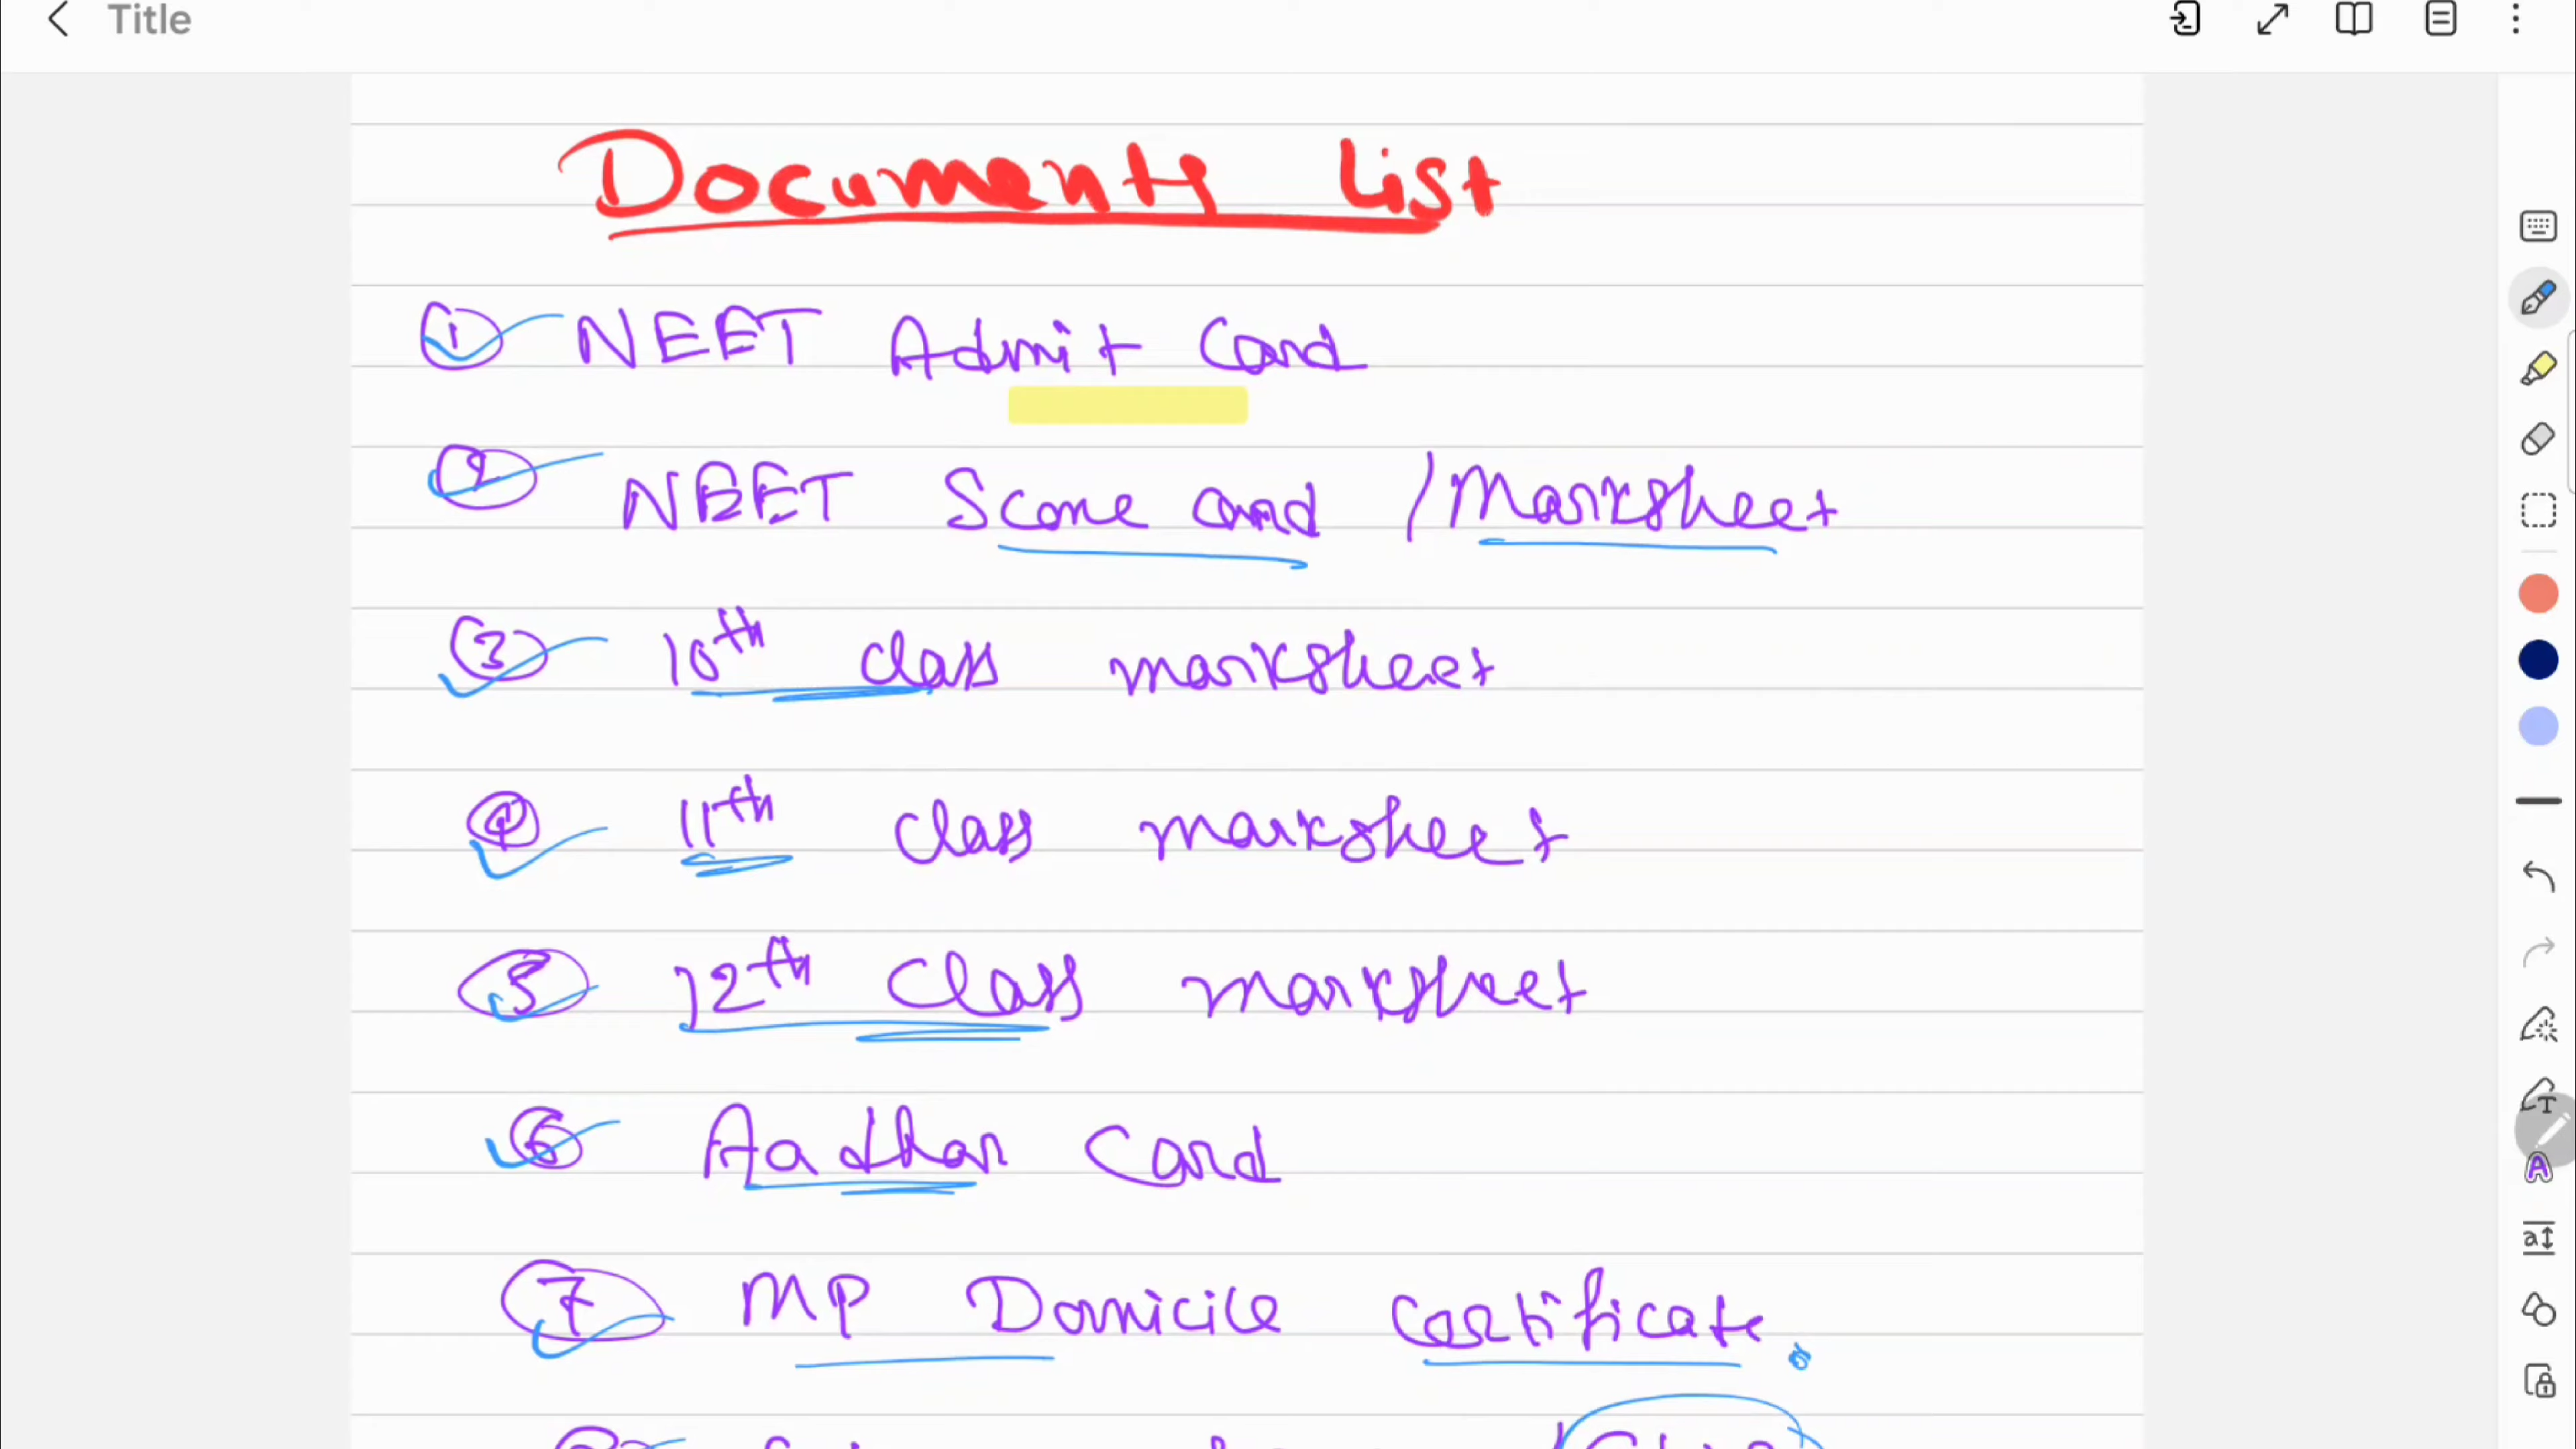 Title
Documents List
① NEET Admit Card
② NEET Score card / Marksheet
③ 10th class marksheet
④ 11th class marksheet
⑤ 12th class marksheet
⑥ Aadhar Card
⑦ MP Domicile Certificate.